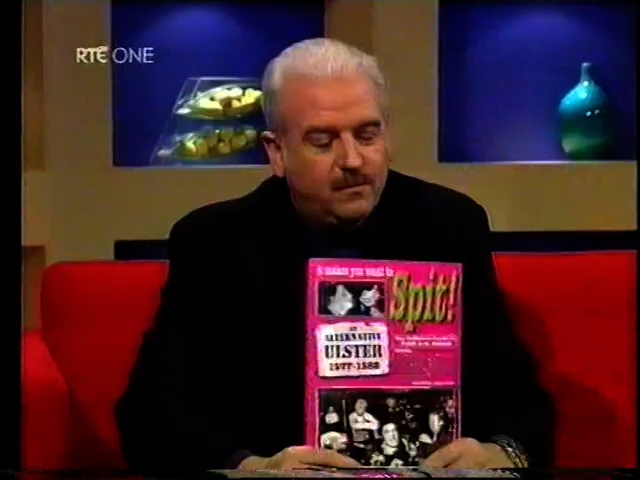 RTÉ ONE
it makes you want to
Spit!
AN
ALTERNATIVE
ULSTER
1977-1982